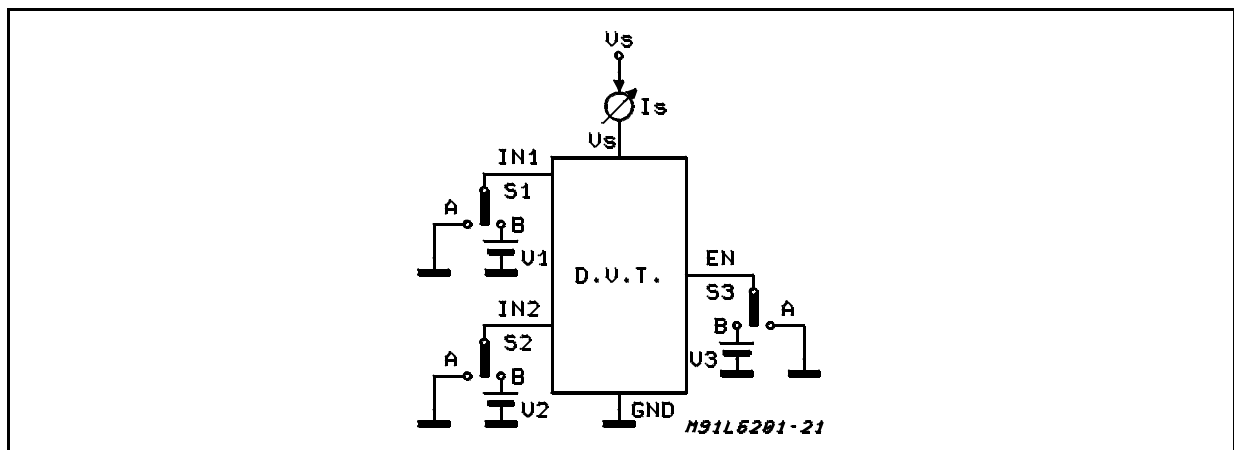 Vs
Is
Vs
IN1
S1
A
B
V1
D.U.T.
EN
S3
A
B
V3
IN2
S2
A
B
V2
GND
M91L6201-21